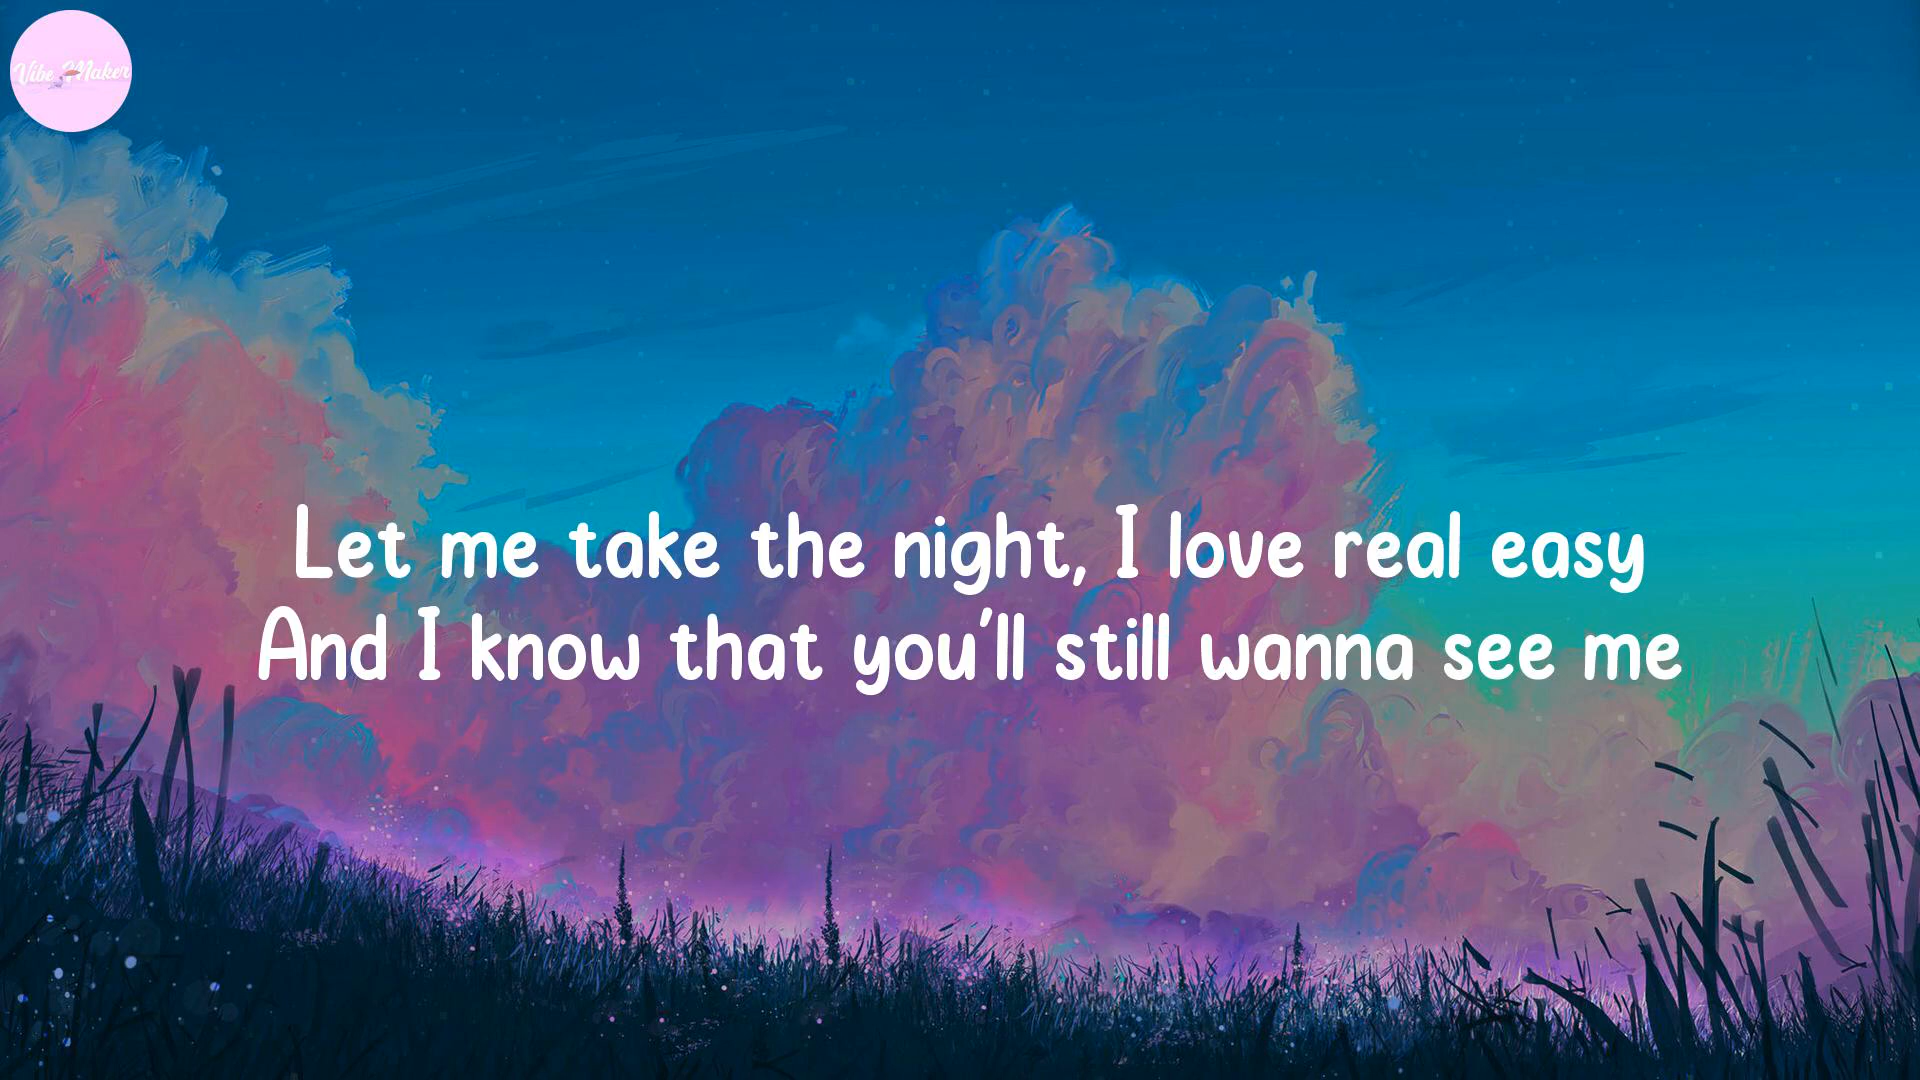 Vibe Maker
Let me take the night, I love real easy
And I know that you'll still wanna see me